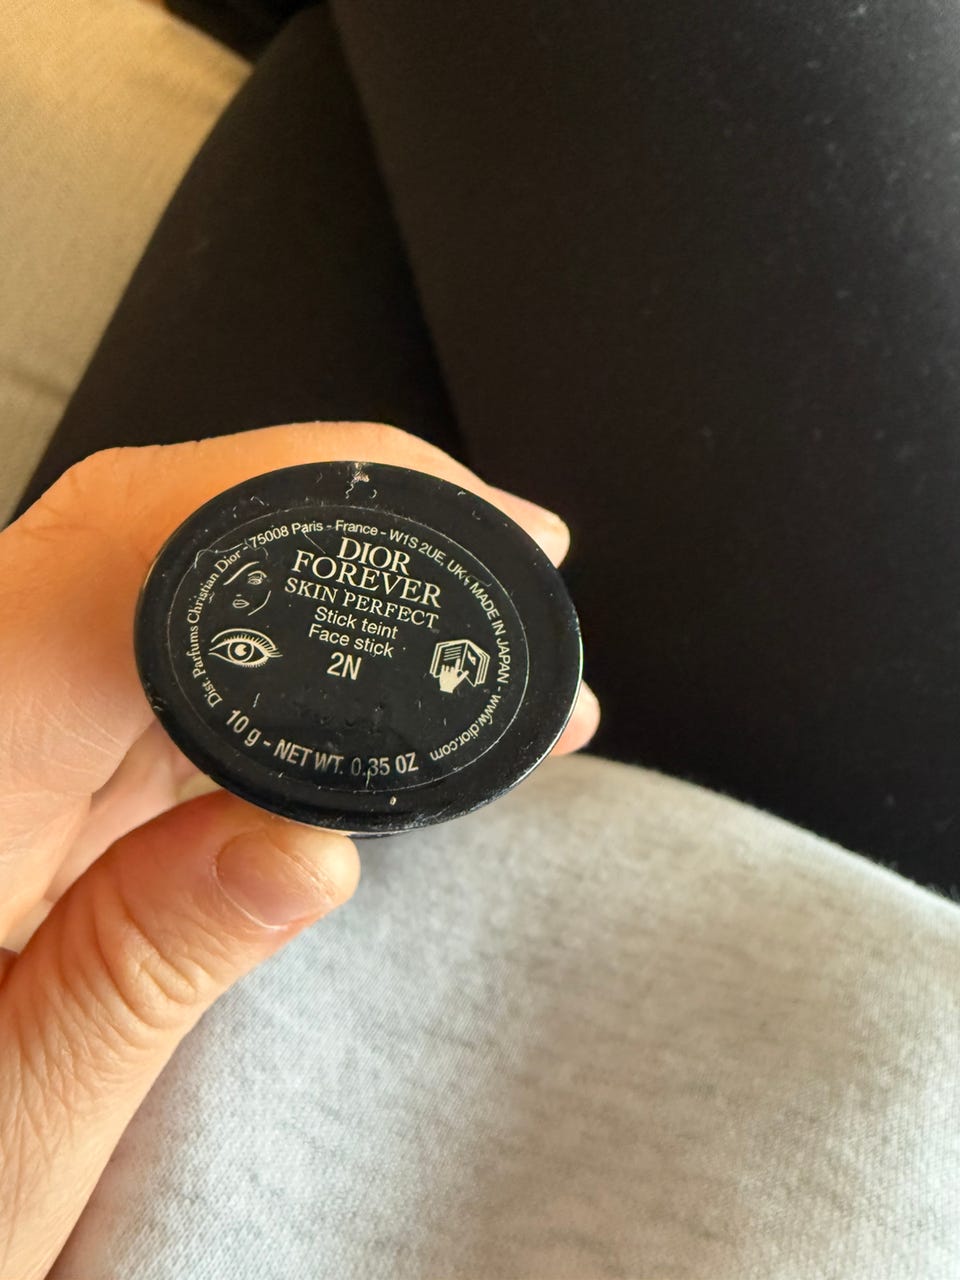 Dist. Parfums Christian Dior - 75008 Paris - France - W1S 2UE, UK - MADE IN JAPAN - www.dior.com
DIOR
FOREVER
SKIN PERFECT
Stick teint
Face stick
2N
10 g - NET WT. 0.35 OZ